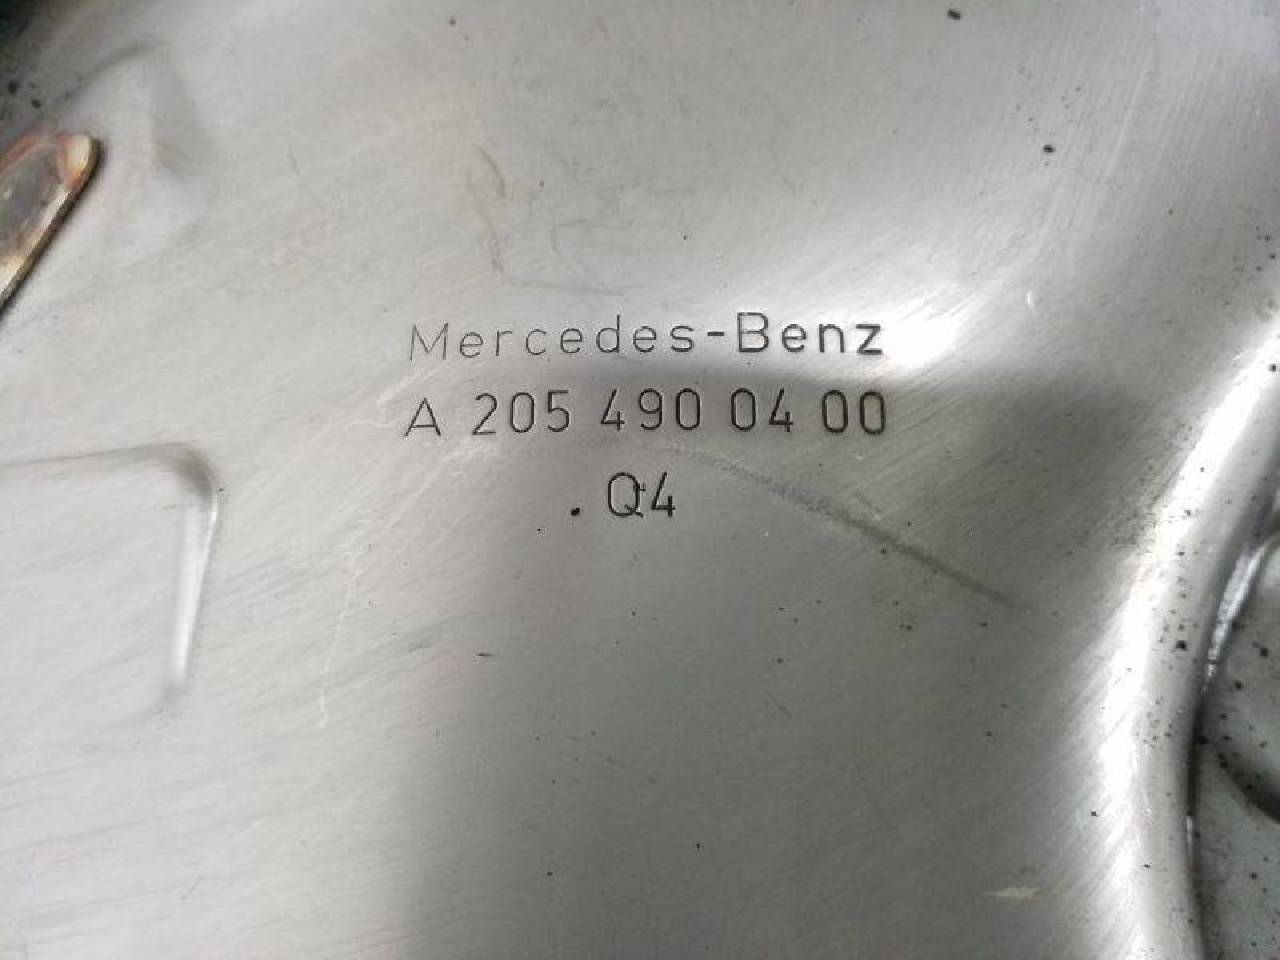 Mercedes-Benz
A 205 490 04 00
. Q4